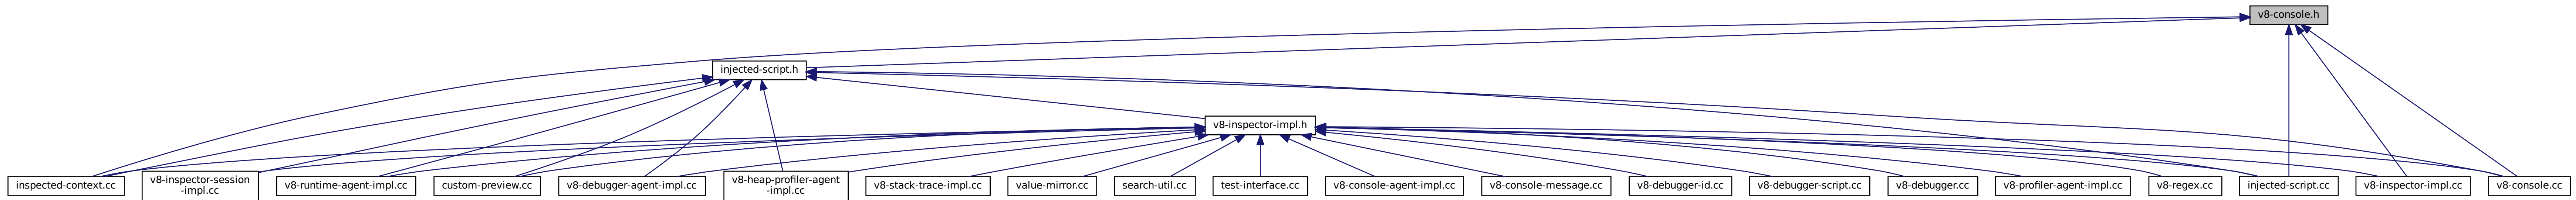 v8-console.h
injected-script.h
v8-inspector-impl.h
inspected-context.cc
v8-inspector-session
-impl.cc
v8-runtime-agent-impl.cc
custom-preview.cc
v8-debugger-agent-impl.cc
v8-heap-profiler-agent
-impl.cc
v8-stack-trace-impl.cc
value-mirror.cc
search-util.cc
test-interface.cc
v8-console-agent-impl.cc
v8-console-message.cc
v8-debugger-id.cc
v8-debugger-script.cc
v8-debugger.cc
v8-profiler-agent-impl.cc
v8-regex.cc
injected-script.cc
v8-inspector-impl.cc
v8-console.cc